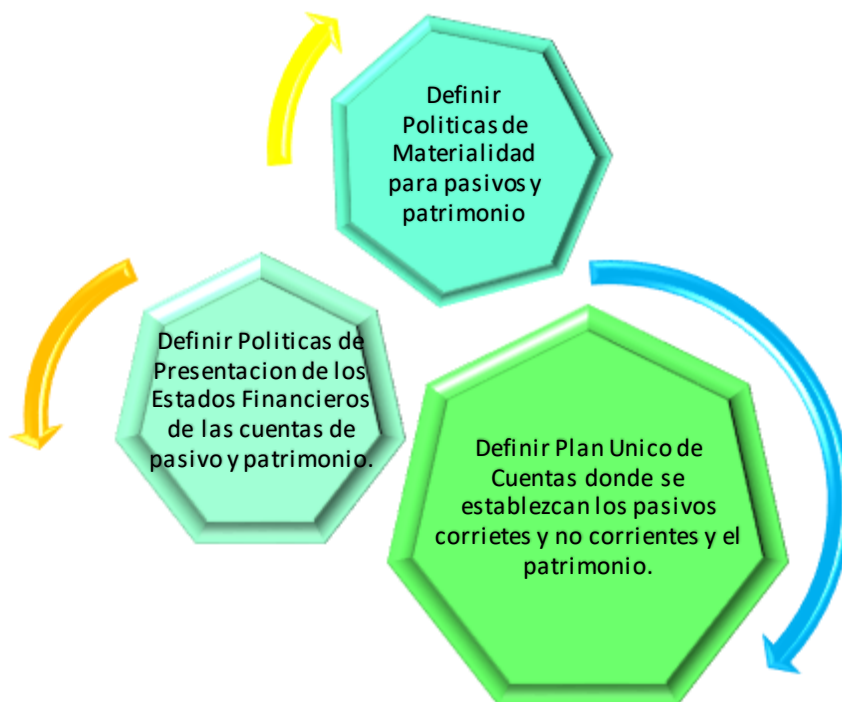 Definir
Politicas de
Materialidad
para pasivos y
patrimonio
Definir Politicas de
Presentacion de los
Estados Financieros
de las cuentas de
pasivo y patrimonio.
Definir Plan Unico de
Cuentas donde se
establezcan los pasivos
corrietes y no corrientes y el
patrimonio.